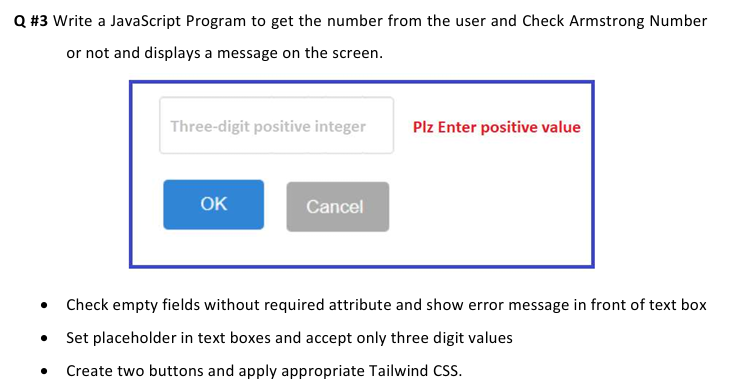 Q #3 Write a JavaScript Program to get the number from the user and Check Armstrong Number
or not and displays a message on the screen.
Three-digit positive integer
Plz Enter positive value
OK
Cancel
• Check empty fields without required attribute and show error message in front of text box
• Set placeholder in text boxes and accept only three digit values
• Create two buttons and apply appropriate Tailwind CSS.